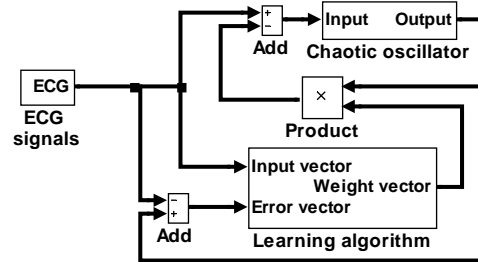 +
−
Input Output
Add
Chaotic oscillator
ECG
ECG
signals
×
Product
Input vector
Weight vector
Error vector
−
+
Add
Learning algorithm